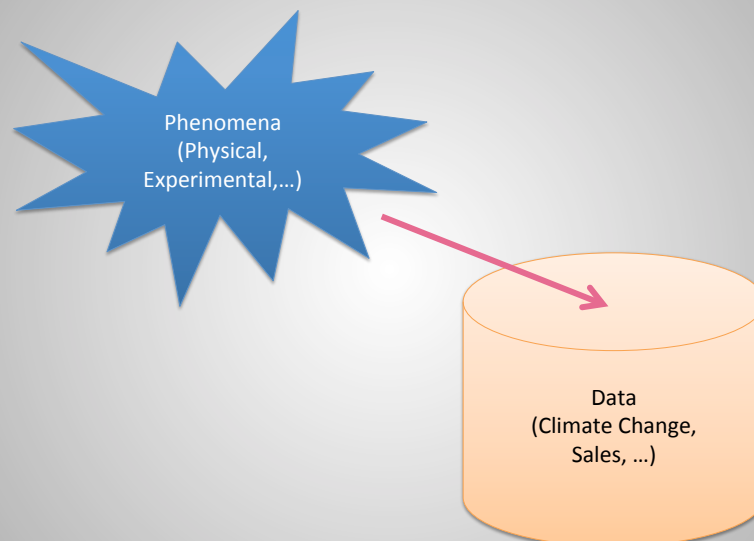 Phenomena
(Physical,
Experimental,…)
Data
(Climate Change,
Sales, …)